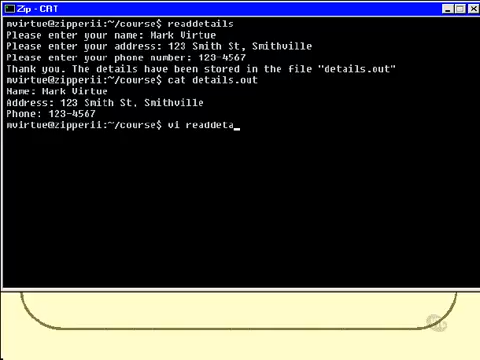 Zip - CAT
mvirtue@zipperii:~/course$ readdetails
Please enter your name: Mark Virtue
Please enter your address: 123 Smith St, Smithville
Please enter your phone number: 123-4567
Thank you. The details have been stored in the file "details.out"
mvirtue@zipperii:~/course$ cat details.out
Name: Mark Virtue
Address: 123 Smith St, Smithville
Phone: 123-4567
mvirtue@zipperii:~/course$ vi readdeta_